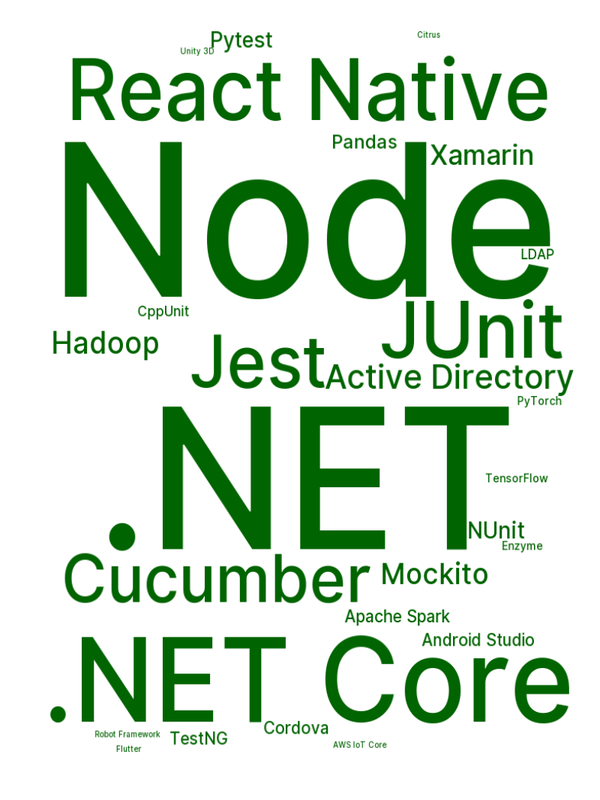 Citrus
Pytest
Unity 3D
React Native
Pandas
Xamarin
Node
LDAP
CppUnit
JUnit
Hadoop
Jest
Active Directory
PyTorch
.NET
TensorFlow
NUnit
Enzyme
Cucumber
Mockito
Apache Spark
Android Studio
.NET Core
Cordova
Robot Framework
TestNG
AWS IoT Core
Flutter